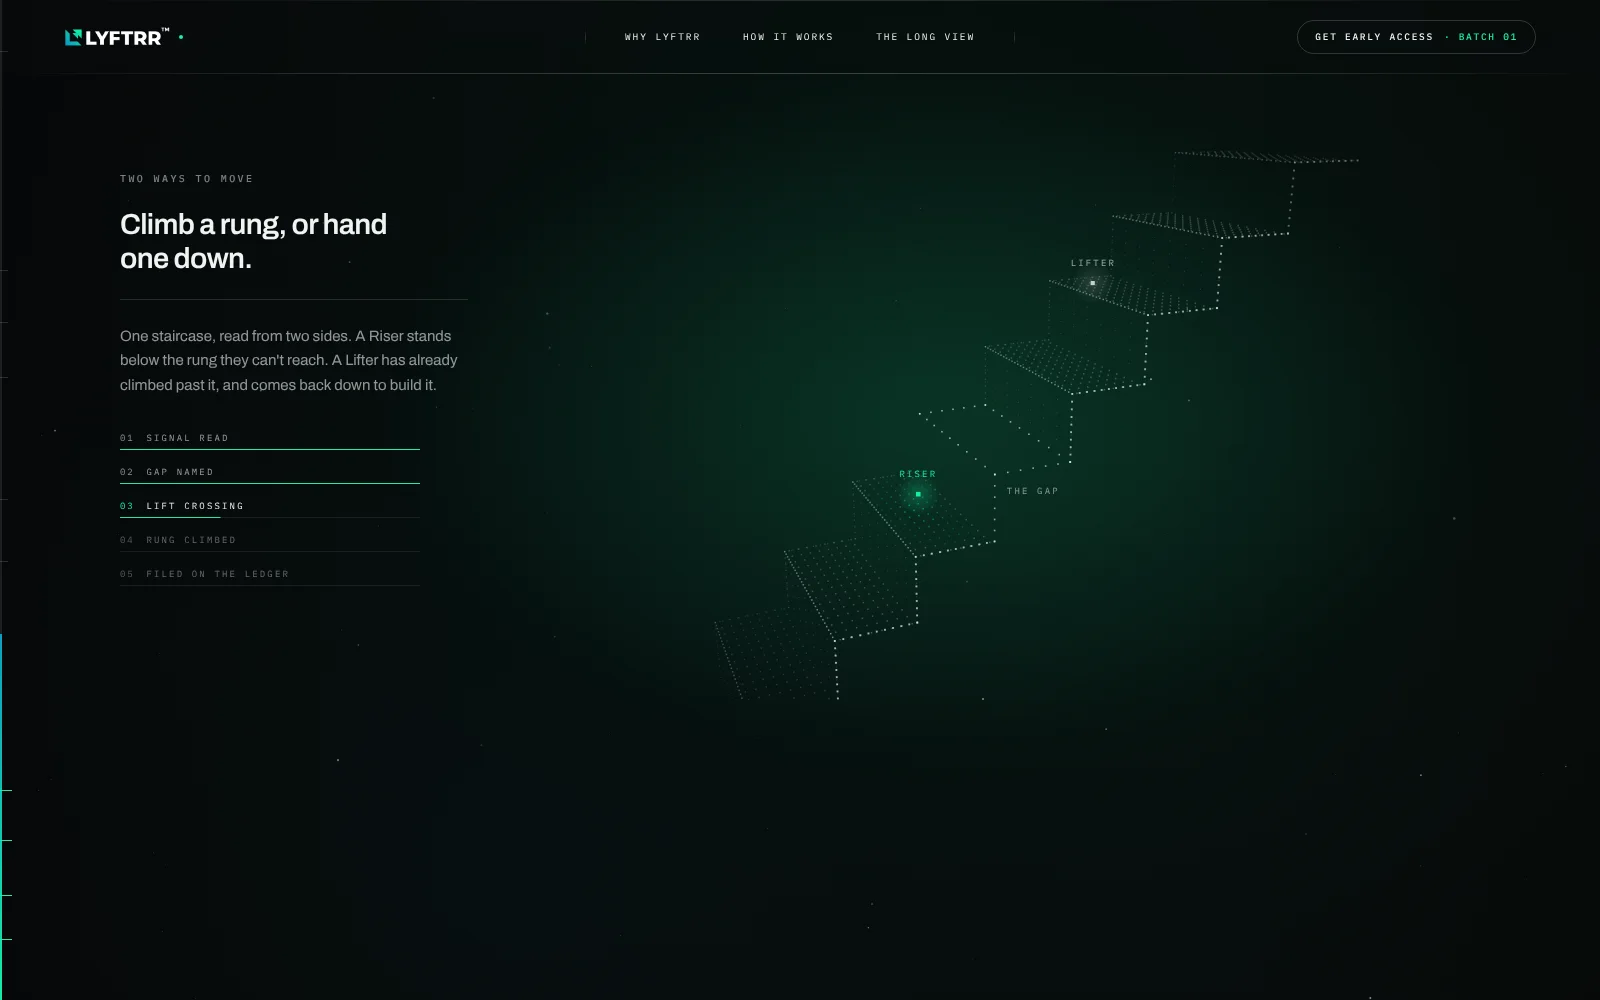 LYFTRR™
WHY LYFTRR
HOW IT WORKS
THE LONG VIEW
GET EARLY ACCESS · BATCH 01
TWO WAYS TO MOVE
Climb a rung, or hand
one down.
One staircase, read from two sides. A Riser stands
below the rung they can't reach. A Lifter has already
climbed past it, and comes back down to build it.
01 SIGNAL READ
02 GAP NAMED
03 LIFT CROSSING
04 RUNG CLIMBED
05 FILED ON THE LEDGER
LIFTER
RISER
THE GAP